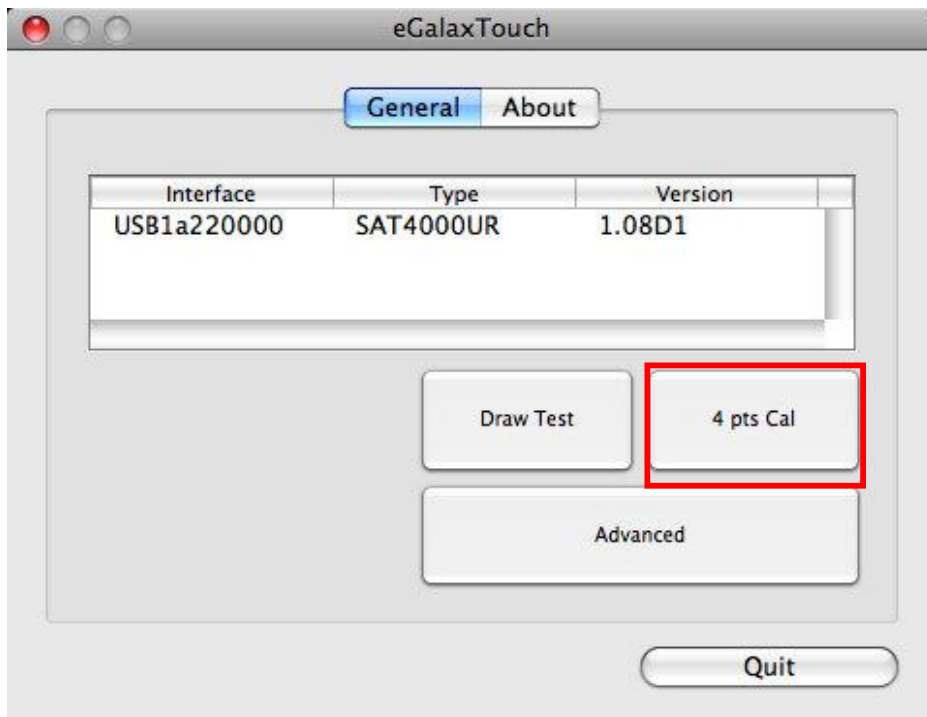 eGalaxTouch
General About
Interface Type Version
USB1a220000 SAT4000UR 1.08D1
Draw Test 4 pts Cal
Advanced
Quit